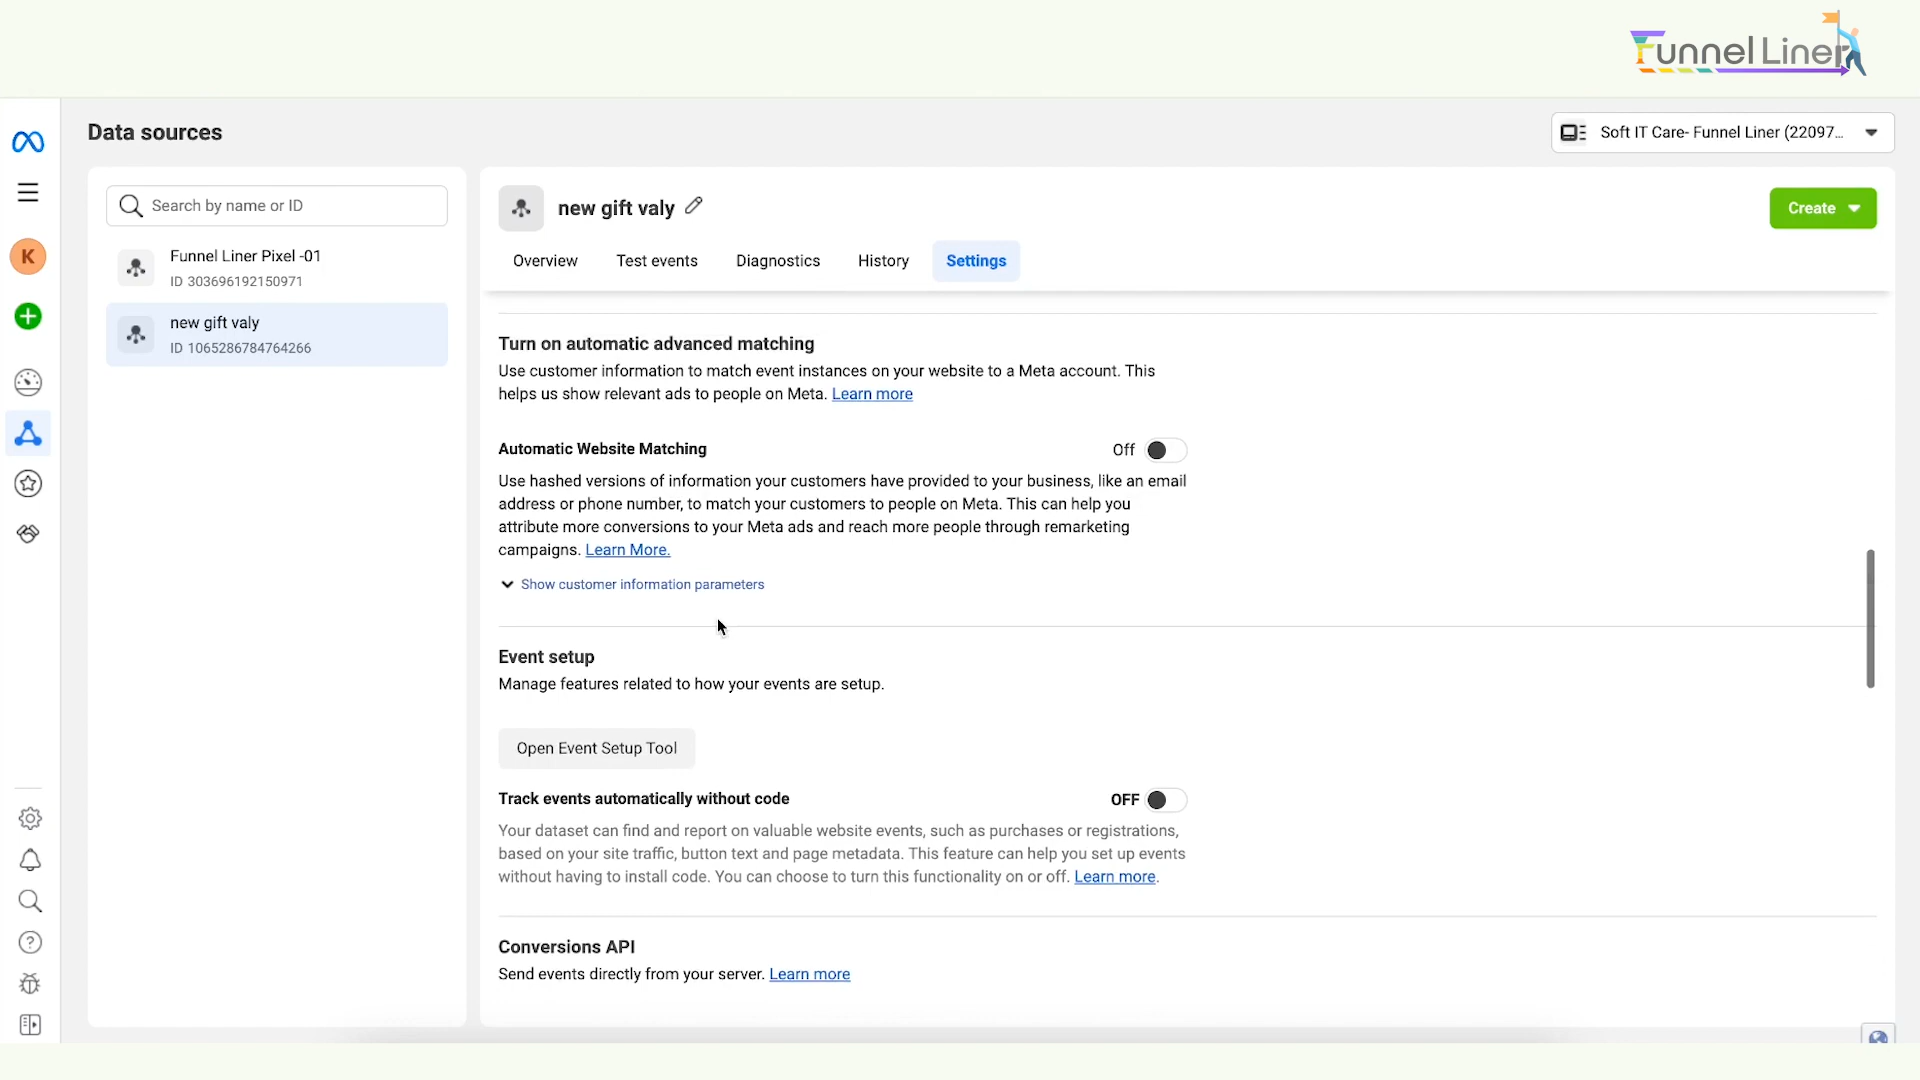 Funnel Liner
Data sources
Soft IT Care- Funnel Liner (22097...
Search by name or ID
Funnel Liner Pixel -01
ID 303696192150971
new gift valy
ID 1065286784764266
K
new gift valy
Create
Overview
Test events
Diagnostics
History
Settings
Turn on automatic advanced matching
Use customer information to match event instances on your website to a Meta account. This
helps us show relevant ads to people on Meta. Learn more
Automatic Website Matching
Off
Use hashed versions of information your customers have provided to your business, like an email
address or phone number, to match your customers to people on Meta. This can help you
attribute more conversions to your Meta ads and reach more people through remarketing
campaigns. Learn More.
Show customer information parameters
Event setup
Manage features related to how your events are setup.
Open Event Setup Tool
Track events automatically without code
OFF
Your dataset can find and report on valuable website events, such as purchases or registrations,
based on your site traffic, button text and page metadata. This feature can help you set up events
without having to install code. You can choose to turn this functionality on or off. Learn more.
Conversions API
Send events directly from your server. Learn more